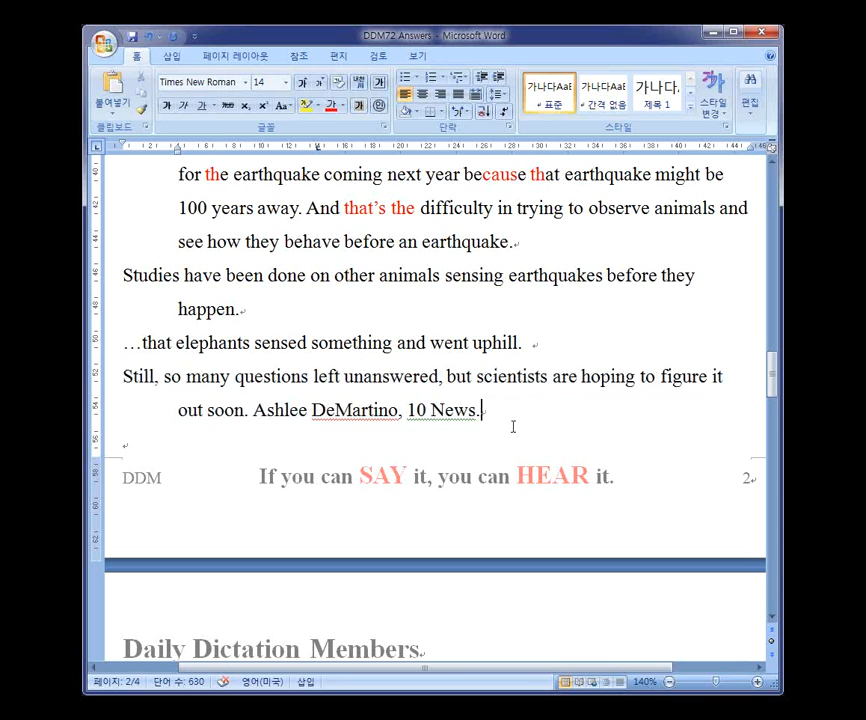 DDM72 Answers - Microsoft Word
홈 삽입 페이지 레이아웃 참조 편지 검토 보기
Times New Roman 14
붙여넣기
가나다AaB 가나다AaB 가나다
표준 간격 없음 제목 1
스타일 변경 편집
클립보드 글꼴 단락 스타일
for the earthquake coming next year because that earthquake might be
100 years away. And that’s the difficulty in trying to observe animals and
see how they behave before an earthquake.
Studies have been done on other animals sensing earthquakes before they
happen.
…that elephants sensed something and went uphill.
Still, so many questions left unanswered, but scientists are hoping to figure it
out soon. Ashlee DeMartino, 10 News.
DDM If you can SAY it, you can HEAR it. 2
Daily Dictation Members
페이지: 2/4 단어 수: 630 영어(미국) 삽입 140%